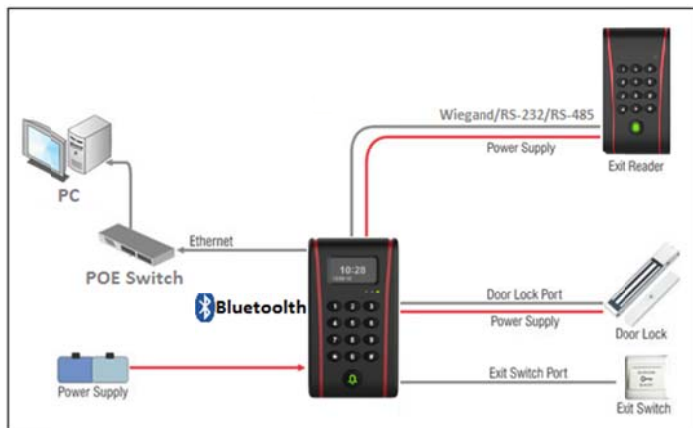 Wiegand/RS-232/RS-485
Power Supply
Exit Reader
PC
Ethernet
POE Switch
10:28
Bluetoolth
Door Lock Port
Power Supply
Door Lock
Power Supply
Exit Switch Port
Exit Switch